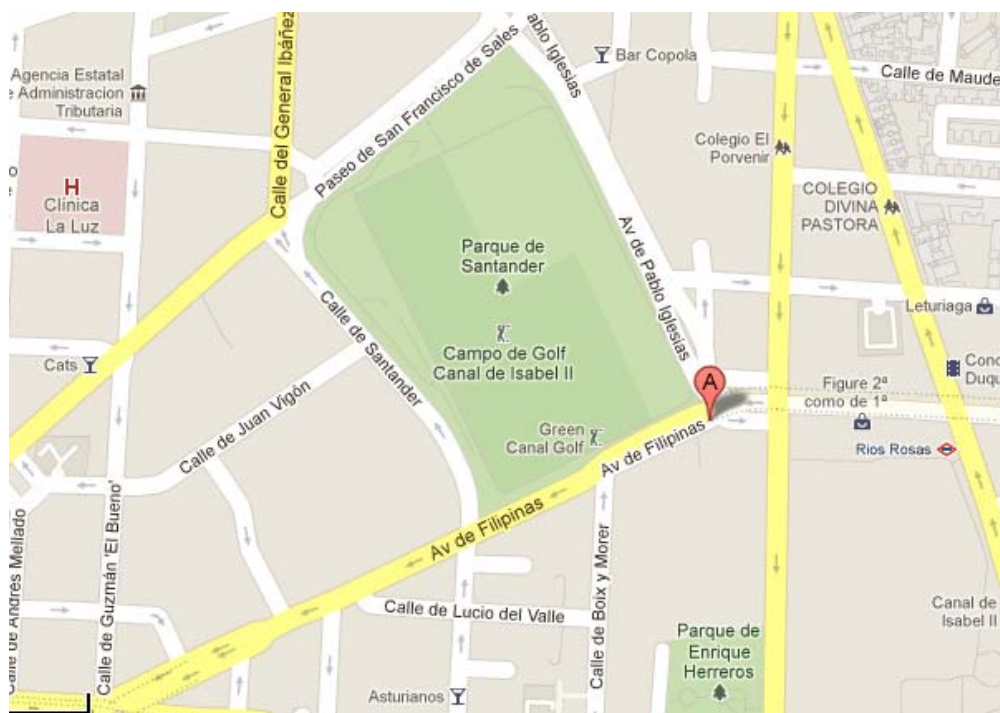 Agencia Estatal
Administracion
Tributaria
H
Clínica
La Luz
Calle del General Ibáñez
Paseo de San Francisco de Sales
ablo Iglesias
Bar Copola
Calle de Maude
Colegio El
Porvenir
COLEGIO
DIVINA
PASTORA
Parque de
Santander
Av de Pablo Iglesias
Leturiaga
Calle de Santander
Campo de Golf
Canal de Isabel II
Cats
A
Figure 2ª
como de 1ª
Conc
Duqu
Calle de Juan Vigón
Green
Canal Golf
Av de Filipinas
Rios Rosas
Av de Filipinas
Calle de Andrés Mellado
Calle de Guzmán 'El Bueno'
Calle de Lucio del Valle
Calle de Boix y Morer
Canal de
Isabel II
Parque de
Enrique
Herreros
Asturianos